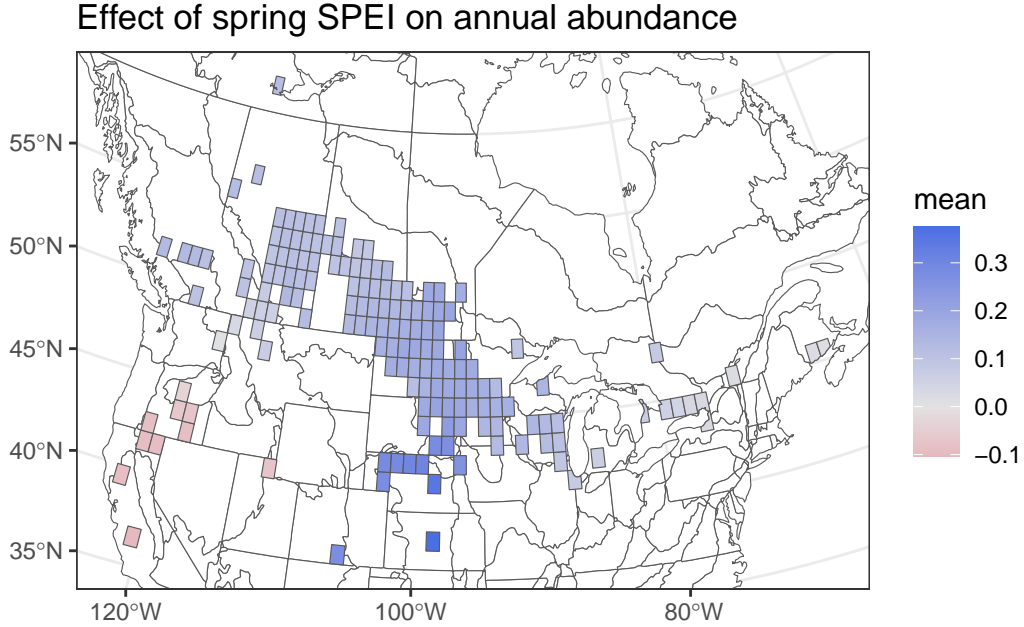 Effect of spring SPEI on annual abundance
55°N
50°N
45°N
40°N
35°N
120°W
100°W
80°W
mean
0.3
0.2
0.1
0.0
−0.1